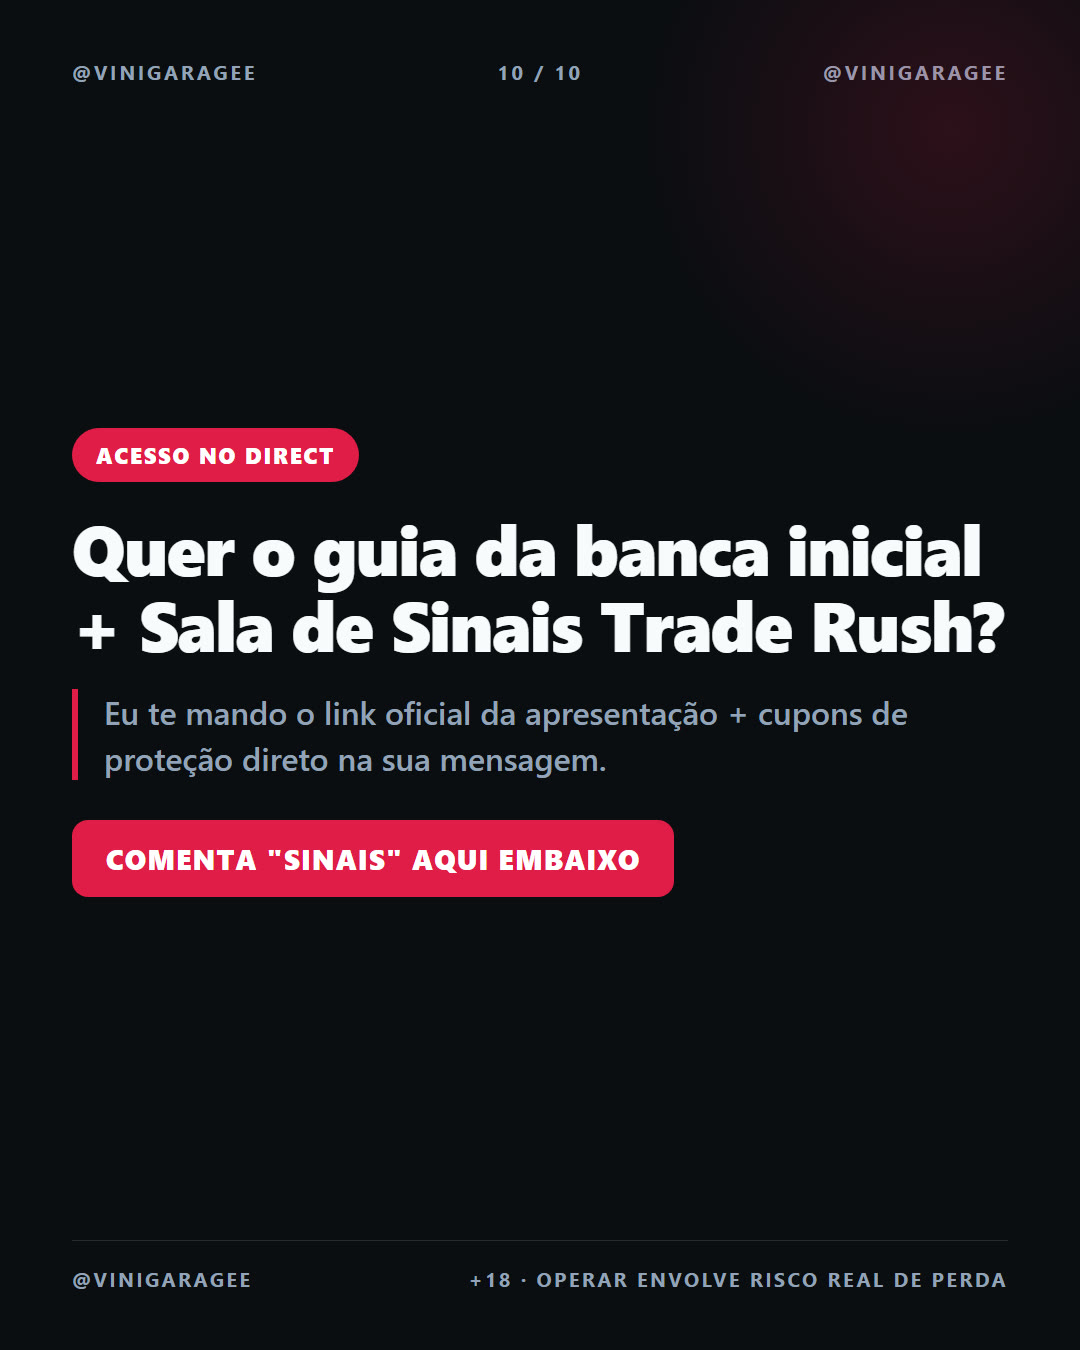 @VINIGARAGEE
10 / 10
@VINIGARAGEE
ACESSO NO DIRECT
Quer o guia da banca inicial
+ Sala de Sinais Trade Rush?
Eu te mando o link oficial da apresentação + cupons de
proteção direto na sua mensagem.
COMENTA "SINAIS" AQUI EMBAIXO
@VINIGARAGEE
+18 · OPERAR ENVOLVE RISCO REAL DE PERDA